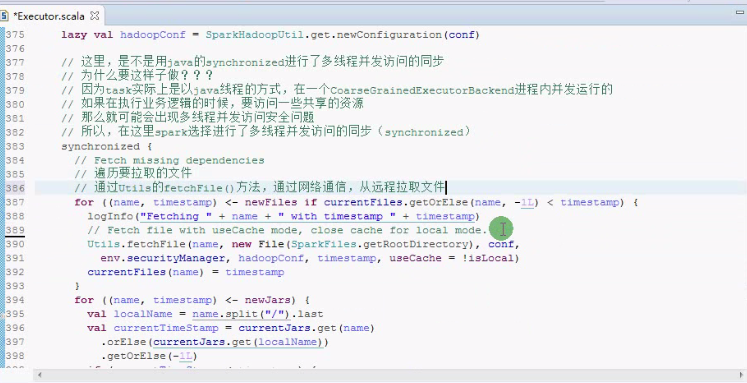 *Executor.scala
375 lazy val hadoopConf = SparkHadoopUtil.get.newConfiguration(conf)
376
377 // 这里，是不是用java的synchronized进行了多线程并发访问的同步
378 // 为什么要这样子做？？？
379 // 因为task实际上是以java线程的方式，在一个CoarseGrainedExecutorBackend进程内并发运行的
380 // 如果在执行业务逻辑的时候，要访问一些共享的资源
381 // 那么就可能会出现多线程并发访问安全问题
382 // 所以，在这里spark选择进行了多线程并发访问的同步（synchronized）
383 synchronized {
384 // Fetch missing dependencies
385 // 遍历要拉取的文件
386 // 通过Utils的fetchFile()方法，通过网络通信，从远程拉取文件
387 for ((name, timestamp) <- newFiles if currentFiles.getOrElse(name, -1L) < timestamp) {
388 logInfo("Fetching " + name + " with timestamp " + timestamp)
389 // Fetch file with useCache mode, close cache for local mode.
390 Utils.fetchFile(name, new File(SparkFiles.getRootDirectory), conf,
391 env.securityManager, hadoopConf, timestamp, useCache = !isLocal)
392 currentFiles(name) = timestamp
393 }
394 for ((name, timestamp) <- newJars) {
395 val localName = name.split("/").last
396 val currentTimeStamp = currentJars.get(name)
397 .orElse(currentJars.get(localName))
398 .getOrElse(-1L)